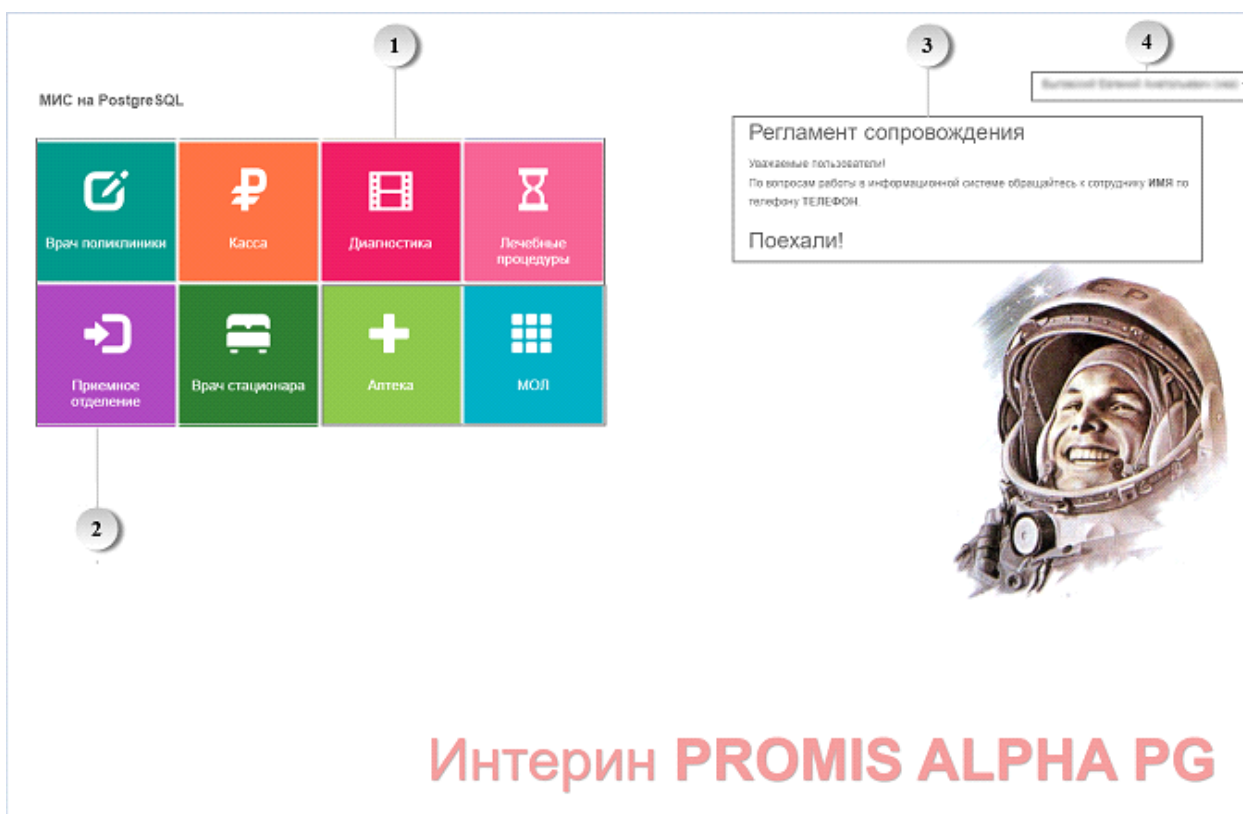 1
3
4
МИС на PostgreSQL
Регламент сопровождения
Уважаемые пользователи!
По вопросам работы в информационной системе обращайтесь к сотруднику ИМЯ по
телефону ТЕЛЕФОН.
Поехали!
Врач поликлиники
Касса
Диагностика
Лечебные
процедуры
Приемное
отделение
Врач стационара
Аптека
МОЛ
2
СР
Интерин PROMIS ALPHA PG